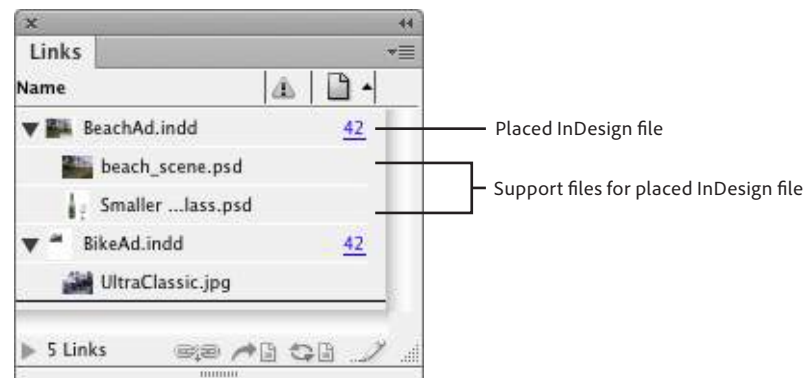 Links
Name
BeachAd.indd 42
Placed InDesign file
beach_scene.psd
Support files for placed InDesign file
Smaller ...lass.psd
BikeAd.indd 42
UltraClassic.jpg
5 Links